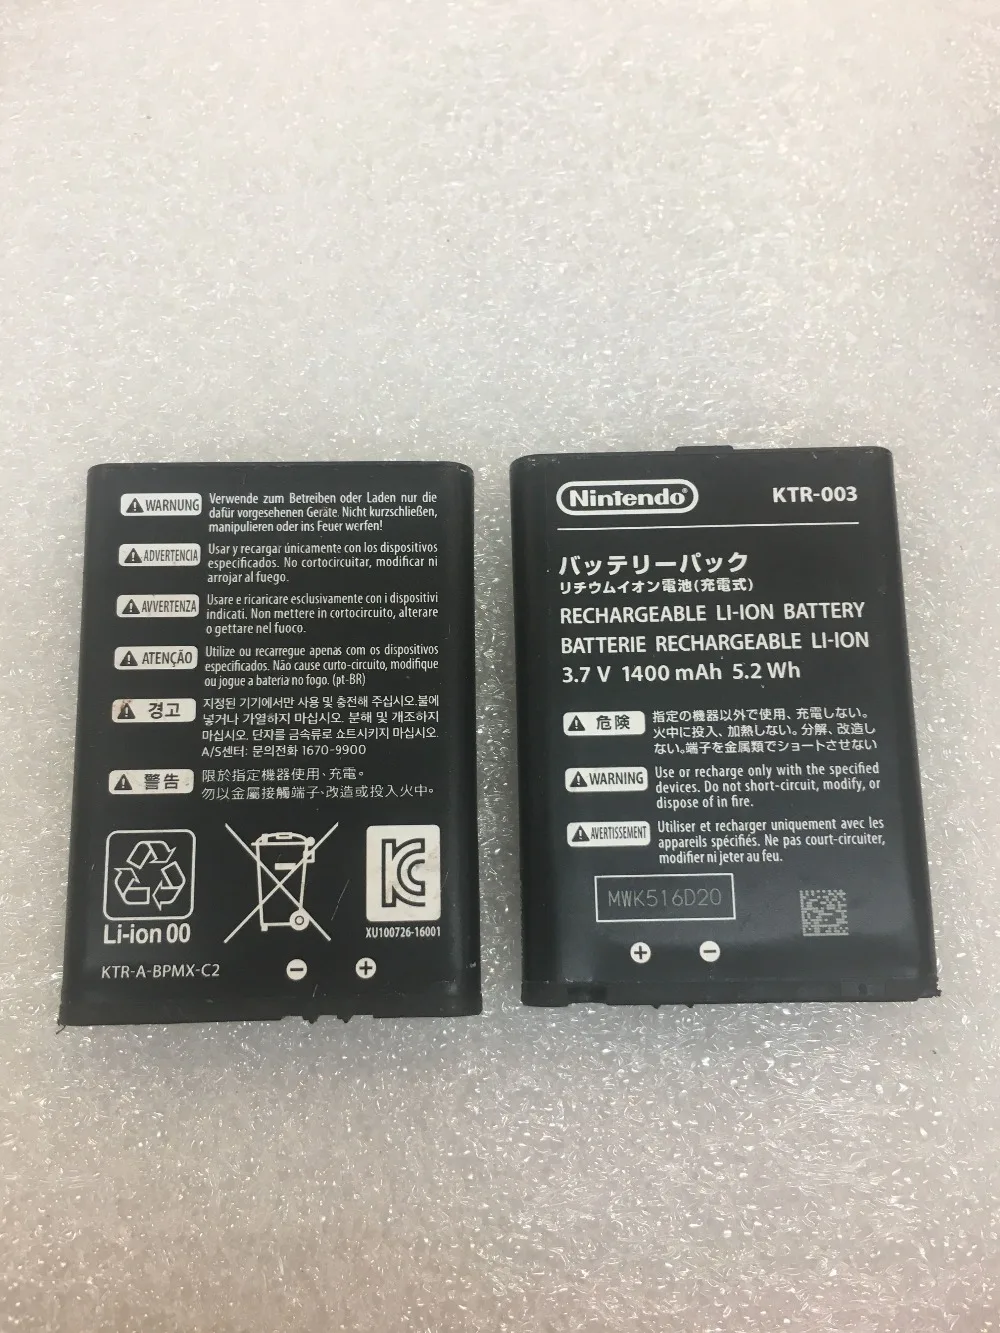 WARNUNG
Verwende zum Betreiben oder Laden nur die
dafür vorgesehenen Geräte. Nicht kurzschließen,
manipulieren oder ins Feuer werfen!
ADVERTENCIA
Usar y recargar únicamente con los dispositivos
especificados. No cortocircuitar, modificar ni
arrojar al fuego.
AVVERTENZA
Usare e ricaricare esclusivamente con i dispositivi
indicati. Non mettere in cortocircuito, alterare
o gettare nel fuoco.
ATENÇÃO
Utilize ou recarregue apenas com os dispositivos
especificados. Não cause curto-circuito, modifique
ou jogue a bateria no fogo. (pt-BR)
경고
지정된 기기에서만 사용 및 충전해 주십시오.불에
넣거나 가열하지 마십시오. 분해 및 개조하지
마십시오. 단자를 금속류로 쇼트시키지 마십시오.
A/S센터: 문의전화 1670-9900
警告
限於指定機器使用、充電。
勿以金屬接觸端子、改造或投入火中。
Li-ion 00
XU100726-16001
KTR-A-BPMX-C2
Nintendo®
KTR-003
バッテリーパック
リチウムイオン電池(充電式)
RECHARGEABLE LI-ION BATTERY
BATTERIE RECHARGEABLE LI-ION
3.7 V 1400 mAh 5.2 Wh
危険
指定の機器以外で使用、充電しない。
火中に投入、加熱しない。分解、改造し
ない。端子を金属類でショートさせない
WARNING
Use or recharge only with the specified
devices. Do not short-circuit, modify, or
dispose of in fire.
AVERTISSEMENT
Utiliser et recharger uniquement avec les
appareils spécifiés. Ne pas court-circuiter,
modifier ni jeter au feu.
MWK516D20